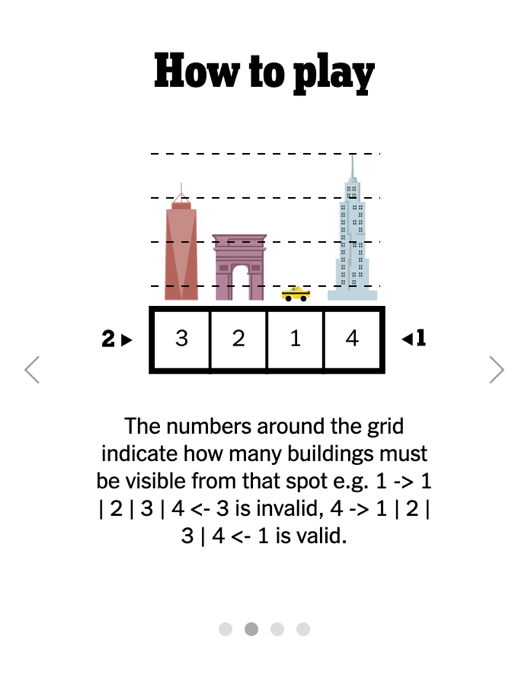 How to play
2 ▶ 3 2 1 4 ◀ 1
The numbers around the grid
indicate how many buildings must
be visible from that spot e.g. 1 -> 1
| 2 | 3 | 4 <- 3 is invalid, 4 -> 1 | 2 |
3 | 4 <- 1 is valid.